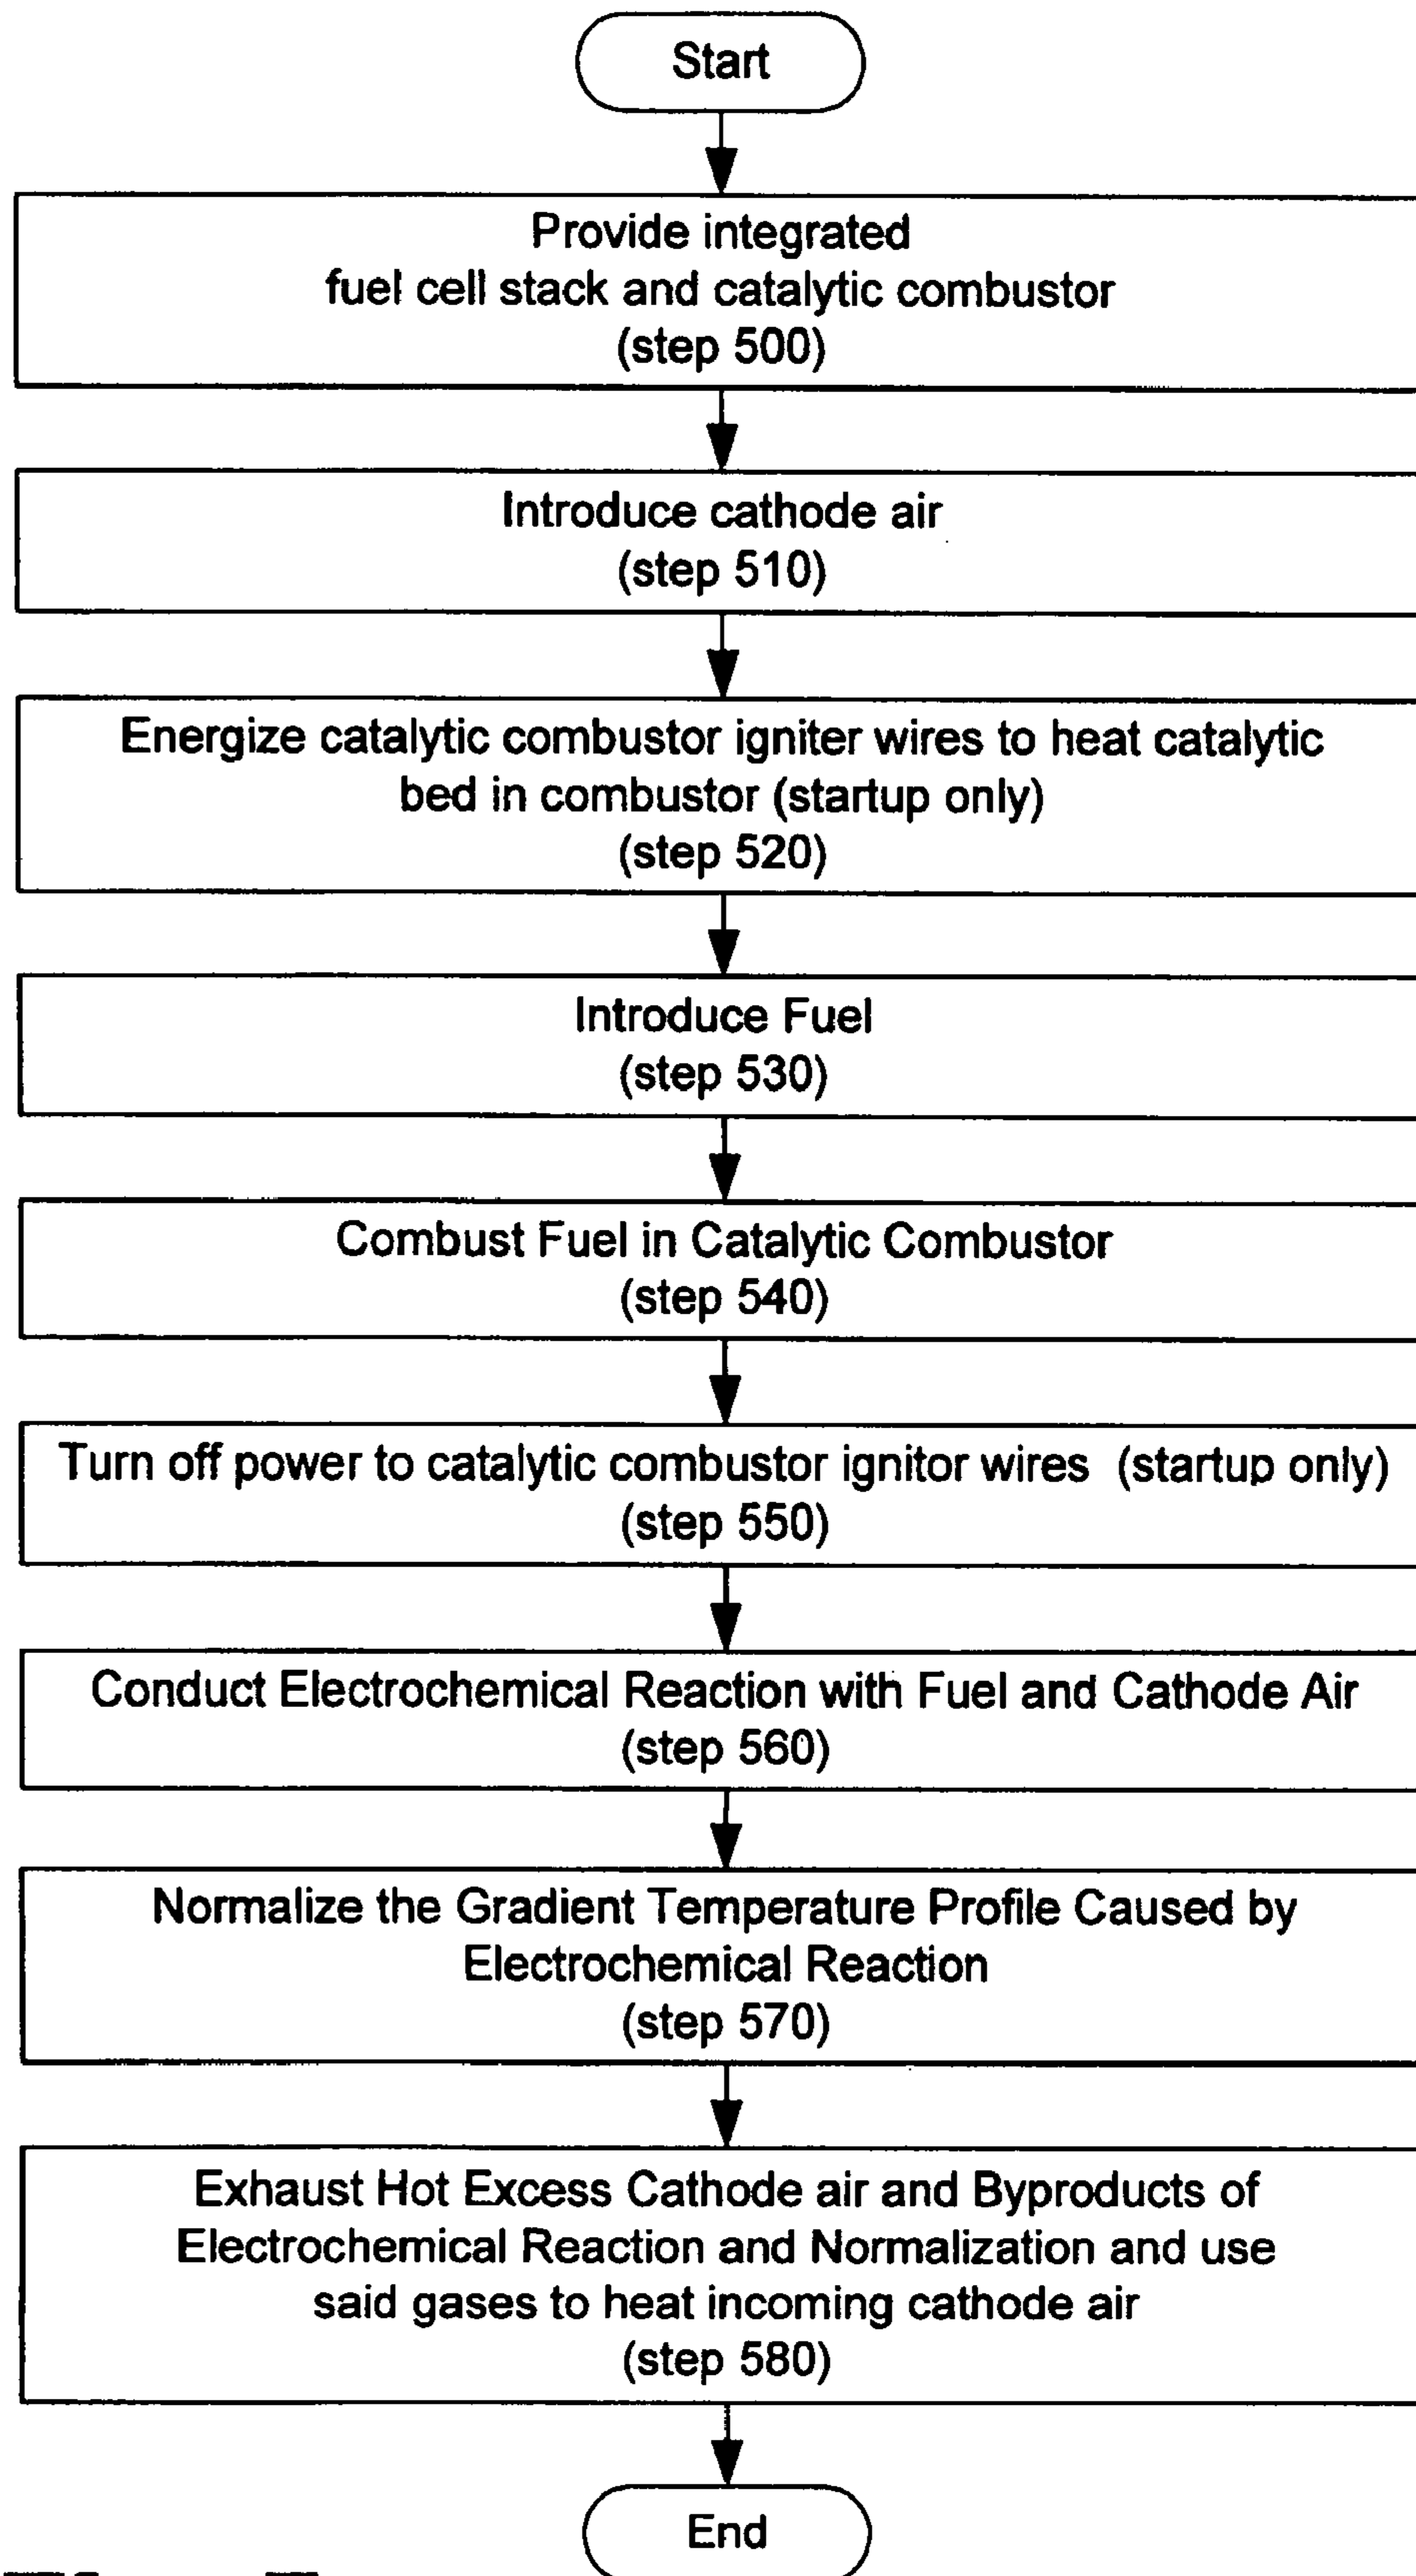 Start
Provide integrated
fuel cell stack and catalytic combustor
(step 500)
Introduce cathode air
(step 510)
Energize catalytic combustor igniter wires to heat catalytic
bed in combustor (startup only)
(step 520)
Introduce Fuel
(step 530)
Combust Fuel in Catalytic Combustor
(step 540)
Turn off power to catalytic combustor ignitor wires (startup only)
(step 550)
Conduct Electrochemical Reaction with Fuel and Cathode Air
(step 560)
Normalize the Gradient Temperature Profile Caused by
Electrochemical Reaction
(step 570)
Exhaust Hot Excess Cathode air and Byproducts of
Electrochemical Reaction and Normalization and use
said gases to heat incoming cathode air
(step 580)
End